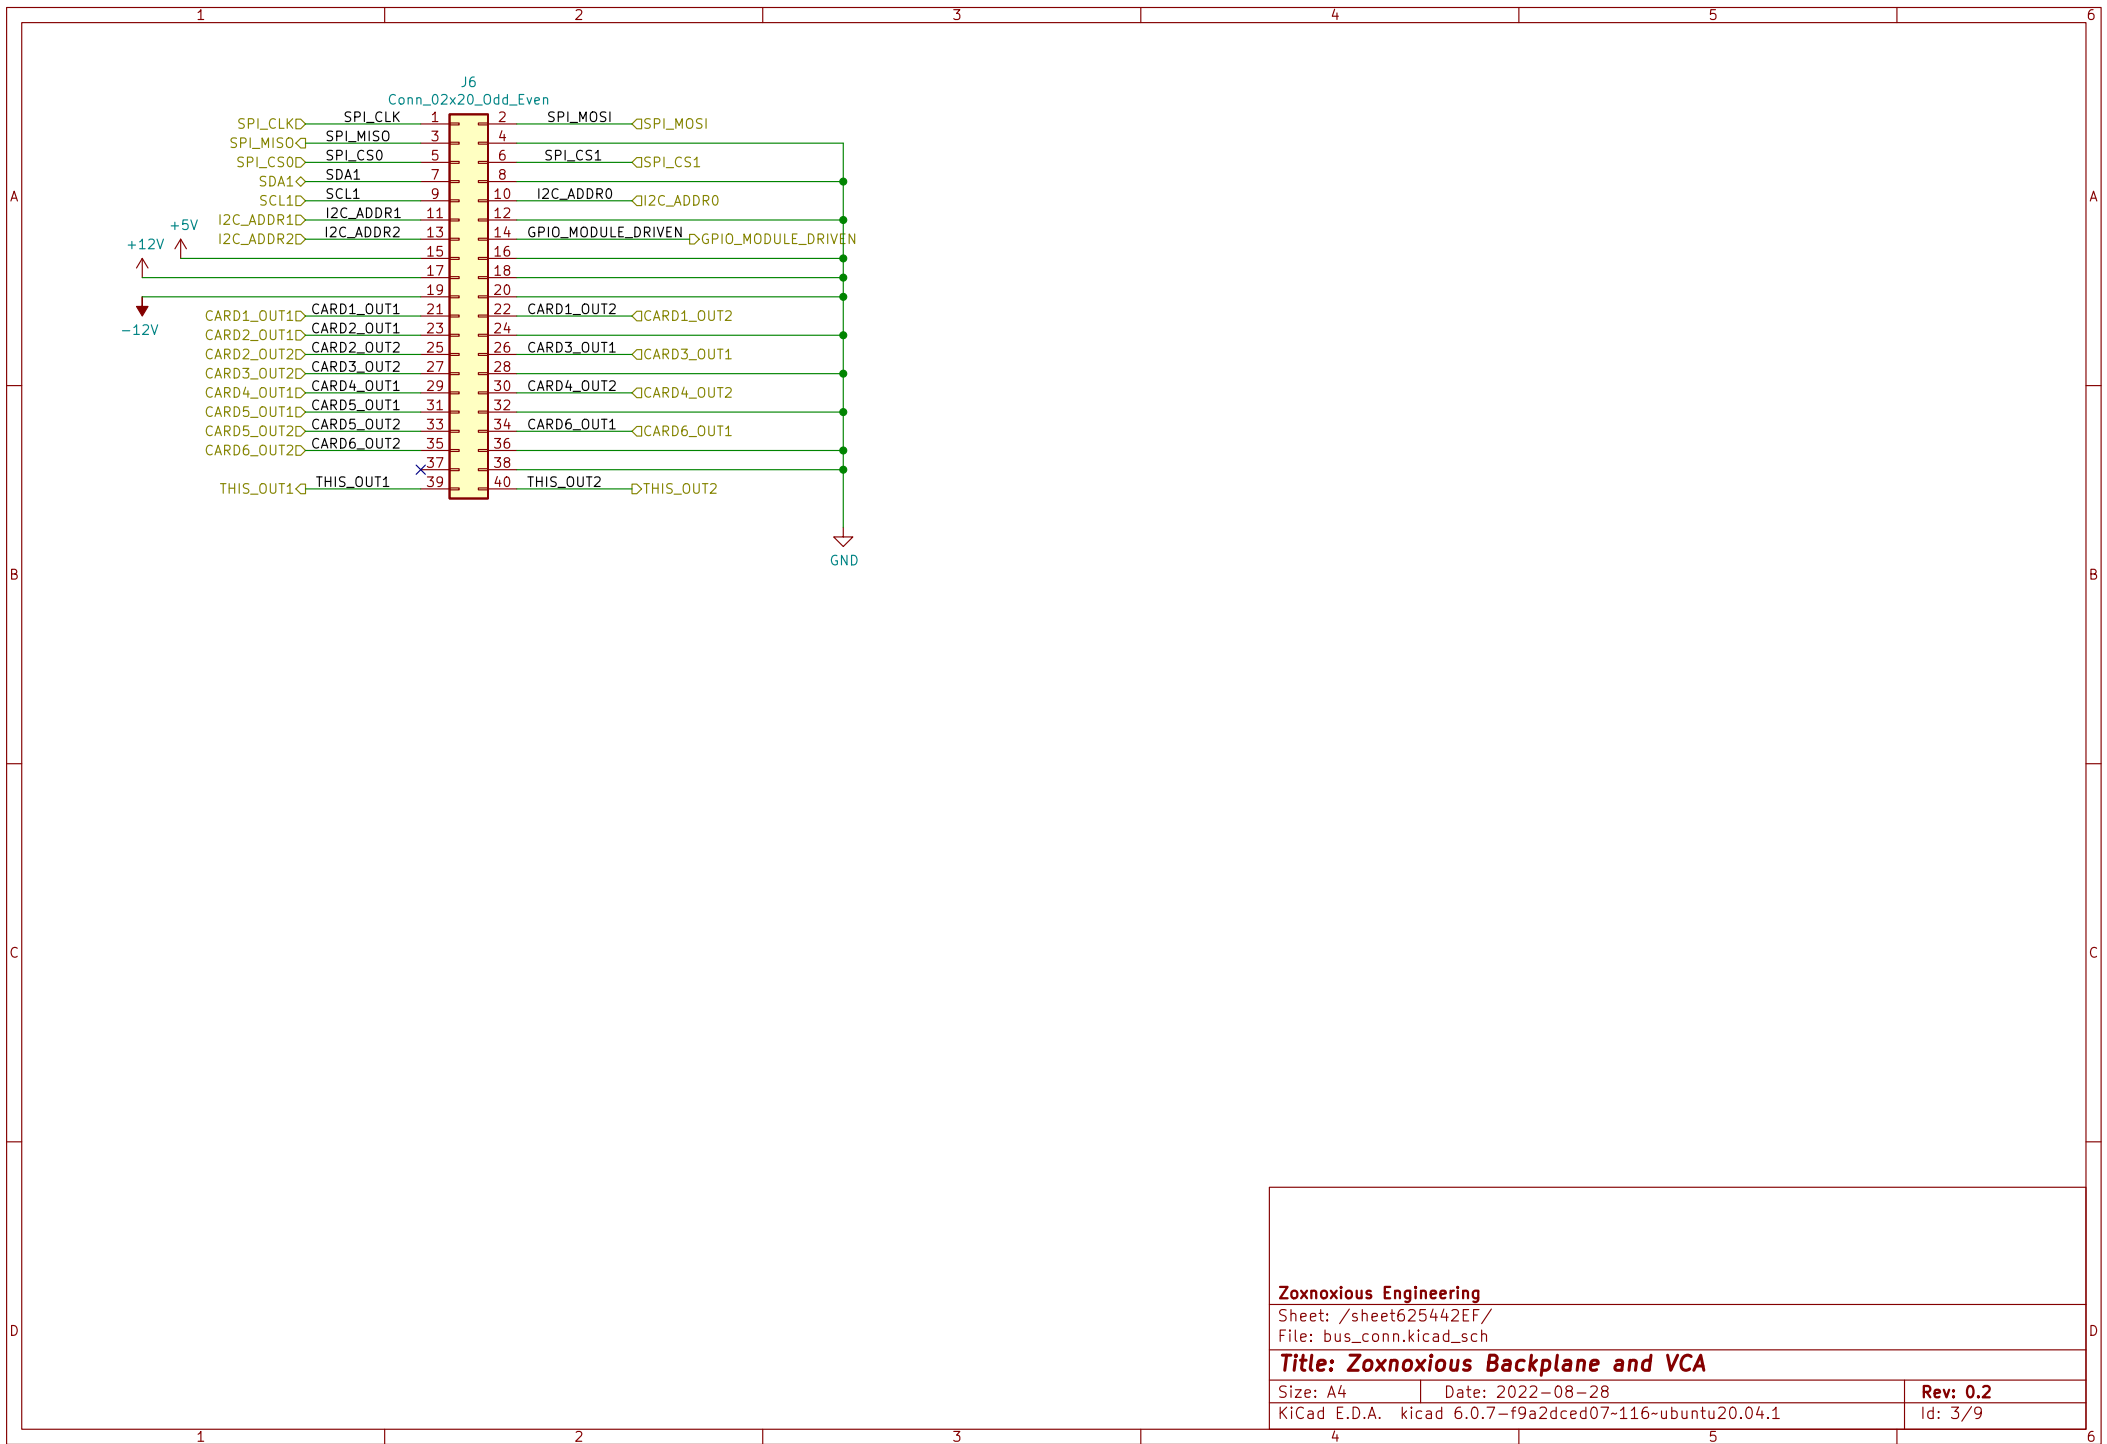 1 2 3 4 5 6
J6
Conn_02x20_Odd_Even
SPI_CLK SPI_CLK 1 2 SPI_MOSI SPI_MOSI
SPI_MISO SPI_MISO 3 4
SPI_CS0 SPI_CS0 5 6 SPI_CS1 SPI_CS1
SDA1 SDA1 7 8
A SCL1 SCL1 9 10 I2C_ADDR0 I2C_ADDR0 A
I2C_ADDR1 I2C_ADDR1 11 12
+5V
I2C_ADDR2 I2C_ADDR2 13 14 GPIO_MODULE_DRIVEN GPIO_MODULE_DRIVEN
+12V
15 16
17 18
19 20
CARD1_OUT1 CARD1_OUT1 21 22 CARD1_OUT2 CARD1_OUT2
-12V
CARD2_OUT1 CARD2_OUT1 23 24
CARD2_OUT2 CARD2_OUT2 25 26 CARD3_OUT1 CARD3_OUT1
CARD3_OUT2 CARD3_OUT2 27 28
CARD4_OUT1 CARD4_OUT1 29 30 CARD4_OUT2 CARD4_OUT2
CARD5_OUT1 CARD5_OUT1 31 32
CARD5_OUT2 CARD5_OUT2 33 34 CARD6_OUT1 CARD6_OUT1
CARD6_OUT2 CARD6_OUT2 35 36
37 38
THIS_OUT1 THIS_OUT1 39 40 THIS_OUT2 THIS_OUT2
GND
B B
C C
Zoxnoxious Engineering
Sheet: /sheet625442EF/
D D
File: bus_conn.kicad_sch
Title: Zoxnoxious Backplane and VCA
Size: A4 Date: 2022-08-28 Rev: 0.2
KiCad E.D.A. kicad 6.0.7-f9a2dced07~116~ubuntu20.04.1 Id: 3/9
1 2 3 4 5 6